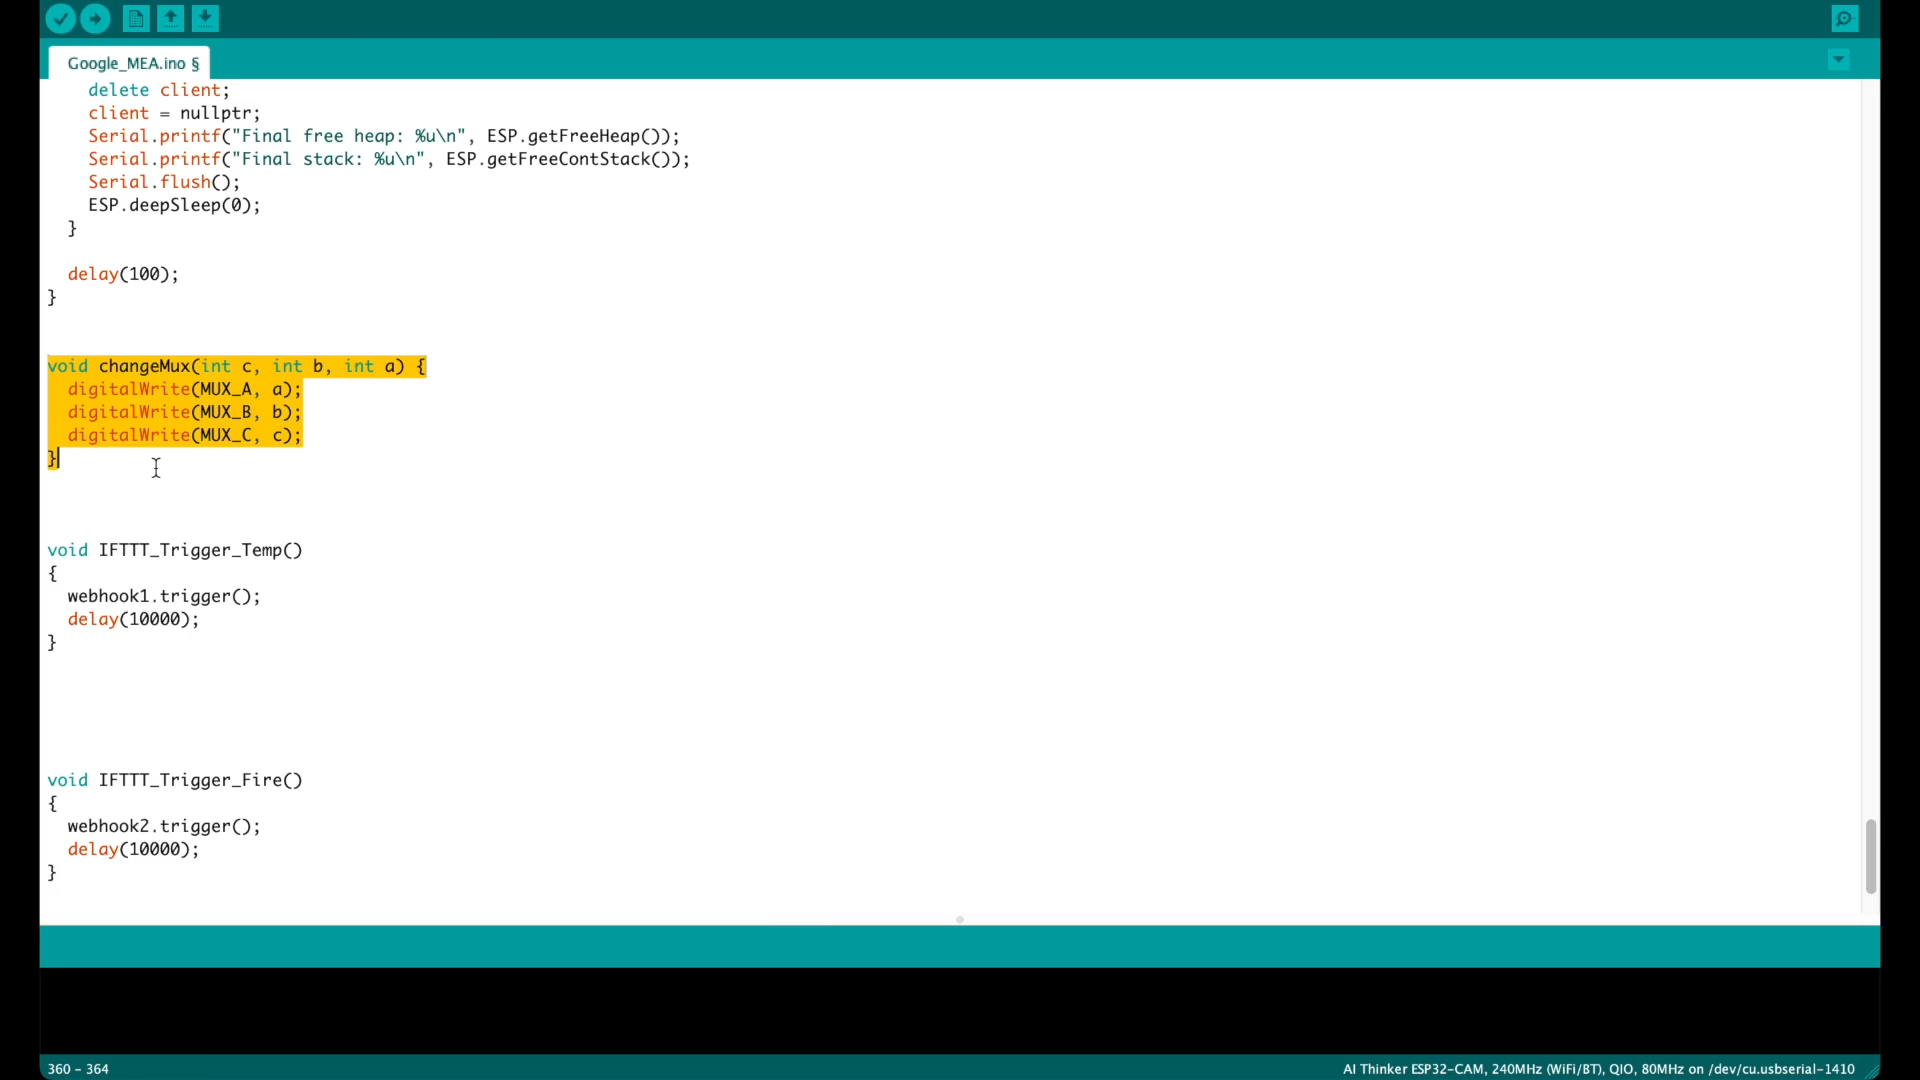 Google_MEA.ino §
delete client;
client = nullptr;
Serial.printf("Final free heap: %u\n", ESP.getFreeHeap());
Serial.printf("Final stack: %u\n", ESP.getFreeContStack());
Serial.flush();
ESP.deepSleep(0);
}
delay(100);
}
void changeMux(int c, int b, int a) {
digitalWrite(MUX_A, a);
digitalWrite(MUX_B, b);
digitalWrite(MUX_C, c);
}
void IFTTT_Trigger_Temp()
{
webhook1.trigger();
delay(10000);
}
void IFTTT_Trigger_Fire()
{
webhook2.trigger();
delay(10000);
}
360 - 364
AI Thinker ESP32-CAM, 240MHz (WiFi/BT), QIO, 80MHz on /dev/cu.usbserial-1410